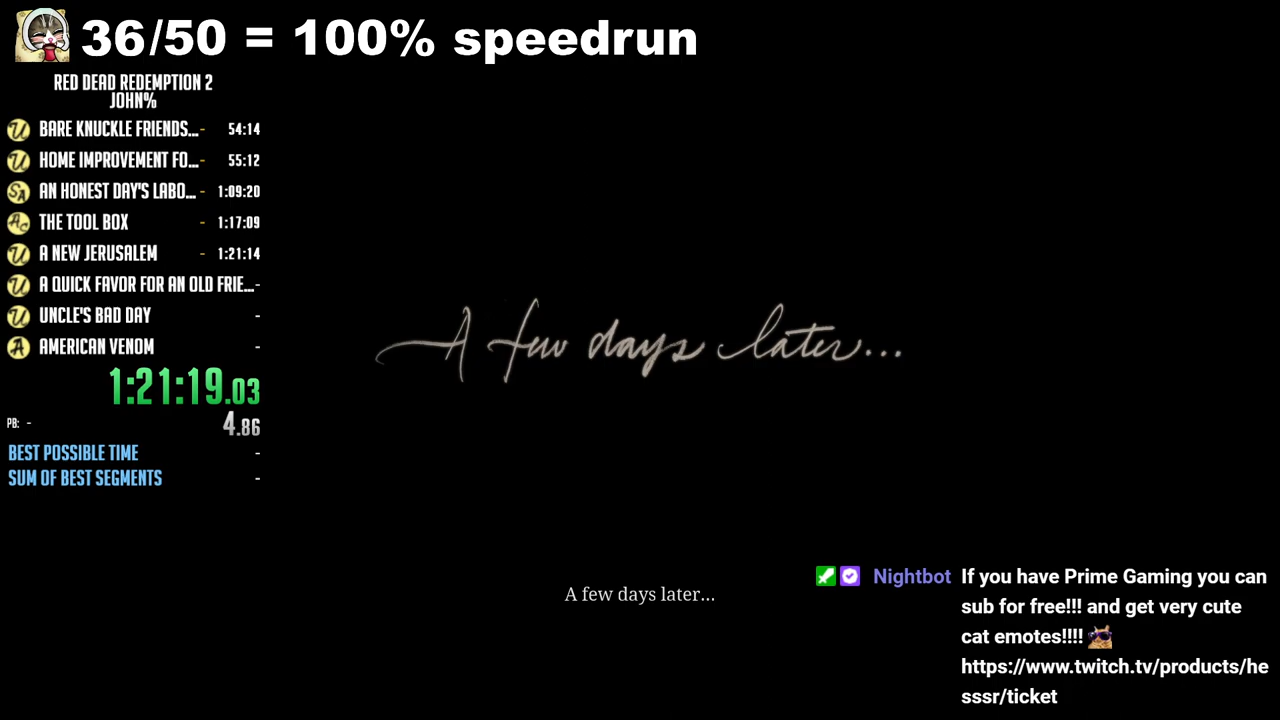 36/50 = 100% speedrun
RED DEAD REDEMPTION 2
JOHN%
BARE KNUCKLE FRIENDS... - 54:14
HOME IMPROVEMENT FO... - 55:12
AN HONEST DAY'S LABO... - 1:09:20
THE TOOL BOX - 1:17:09
A NEW JERUSALEM - 1:21:14
A QUICK FAVOR FOR AN OLD FRIE... -
UNCLE'S BAD DAY -
AMERICAN VENOM -
1:21:19.03
PB: - 4.86
BEST POSSIBLE TIME -
SUM OF BEST SEGMENTS -
A few days later...
A few days later...
Nightbot If you have Prime Gaming you can
sub for free!!! and get very cute
cat emotes!!!!
https://www.twitch.tv/products/he
sssr/ticket